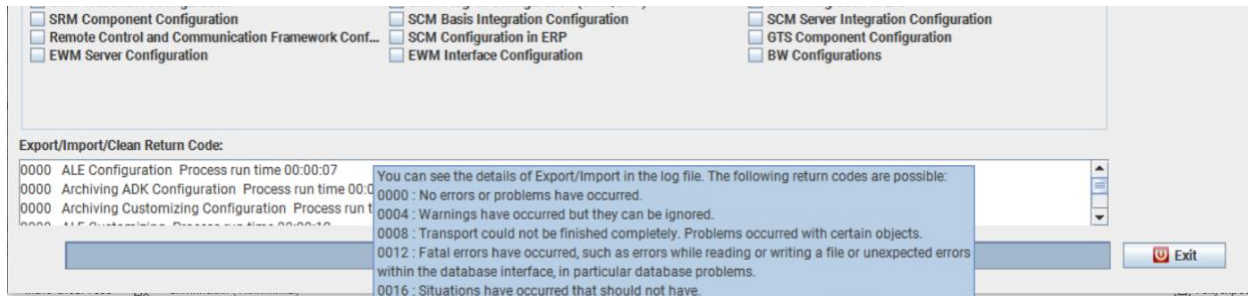 SRM Component Configuration
SCM Basis Integration Configuration
SCM Server Integration Configuration
Remote Control and Communication Framework Conf...
SCM Configuration in ERP
GTS Component Configuration
EWM Server Configuration
EWM Interface Configuration
BW Configurations
Export/Import/Clean Return Code:
0000 ALE Configuration Process run time 00:00:07
0000 Archiving ADK Configuration Process run time 00:0
0000 Archiving Customizing Configuration Process run t
You can see the details of Export/Import in the log file. The following return codes are possible:
0000 : No errors or problems have occurred.
0004 : Warnings have occurred but they can be ignored.
0008 : Transport could not be finished completely. Problems occurred with certain objects.
0012 : Fatal errors have occurred, such as errors while reading or writing a file or unexpected errors
within the database interface, in particular database problems.
0016 : Situations have occurred that should not have.
Exit